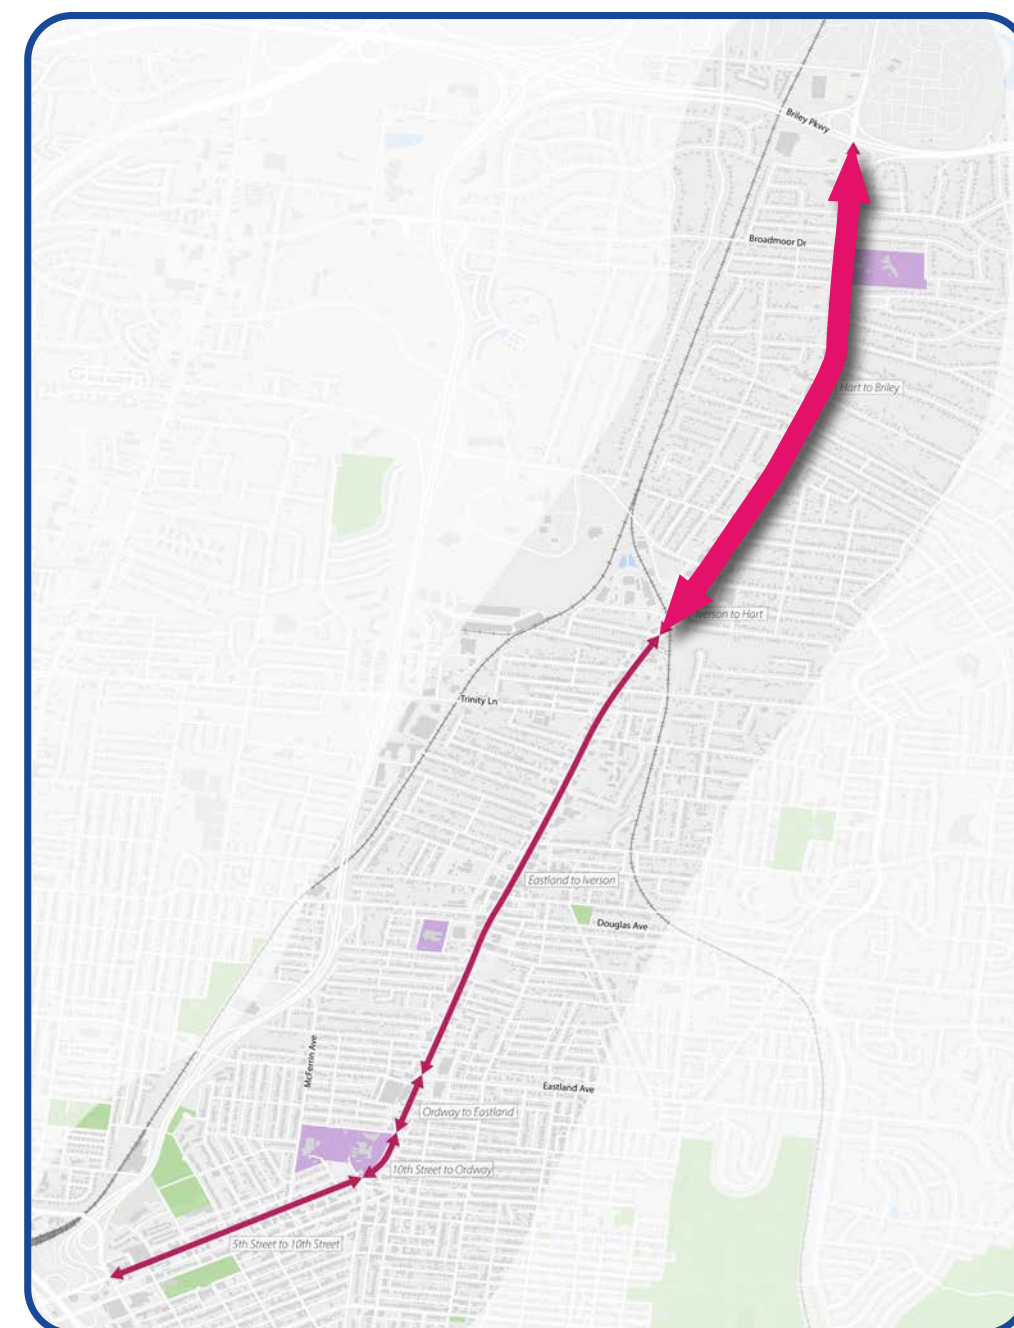 Briley Pkwy
Broadmoor Dr
Hart to Briley
Iverson to Hart
Trinity Ln
Eastland to Iverson
Douglas Ave
McFerrin Ave
Eastland Ave
Ordway to Eastland
10th Street to Ordway
5th Street to 10th Street